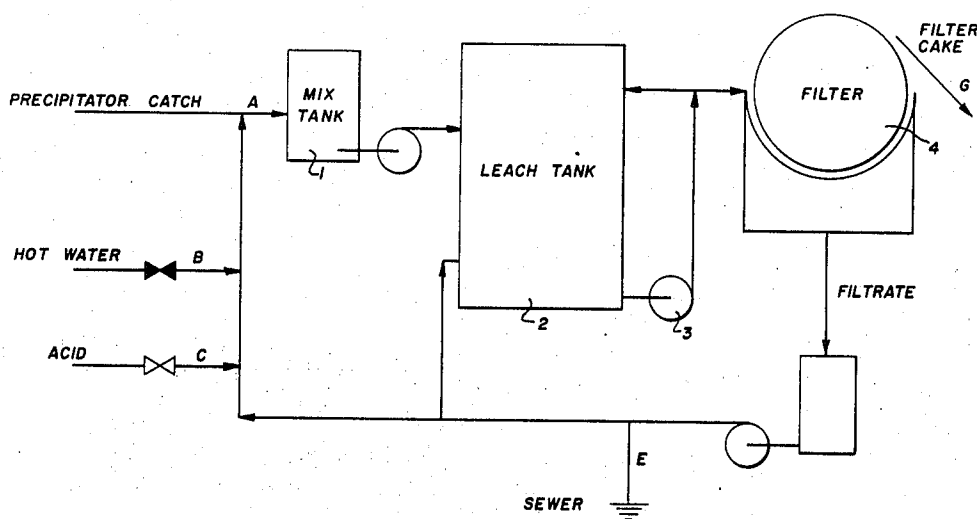 FILTER
CAKE
G
PRECIPITATOR CATCH A
MIX
TANK
1
FILTER
4
LEACH TANK
HOT WATER B
2
3
FILTRATE
ACID C
E
SEWER